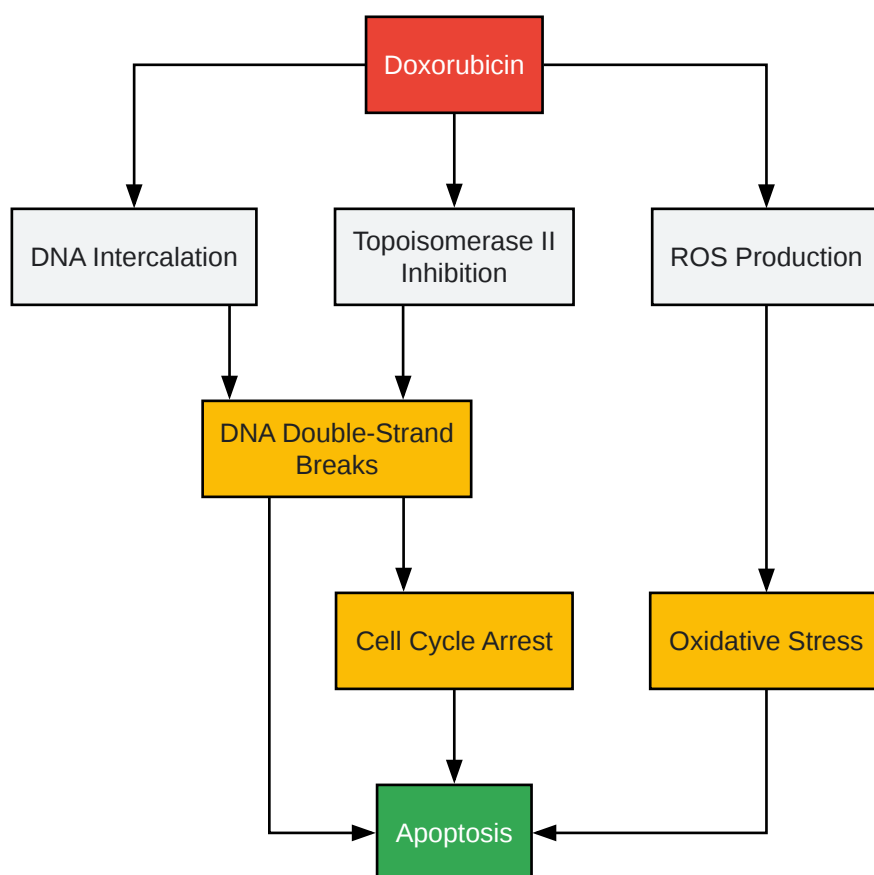 Doxorubicin
DNA Intercalation
Topoisomerase II
Inhibition
ROS Production
DNA Double-Strand
Breaks
Cell Cycle Arrest
Oxidative Stress
Apoptosis